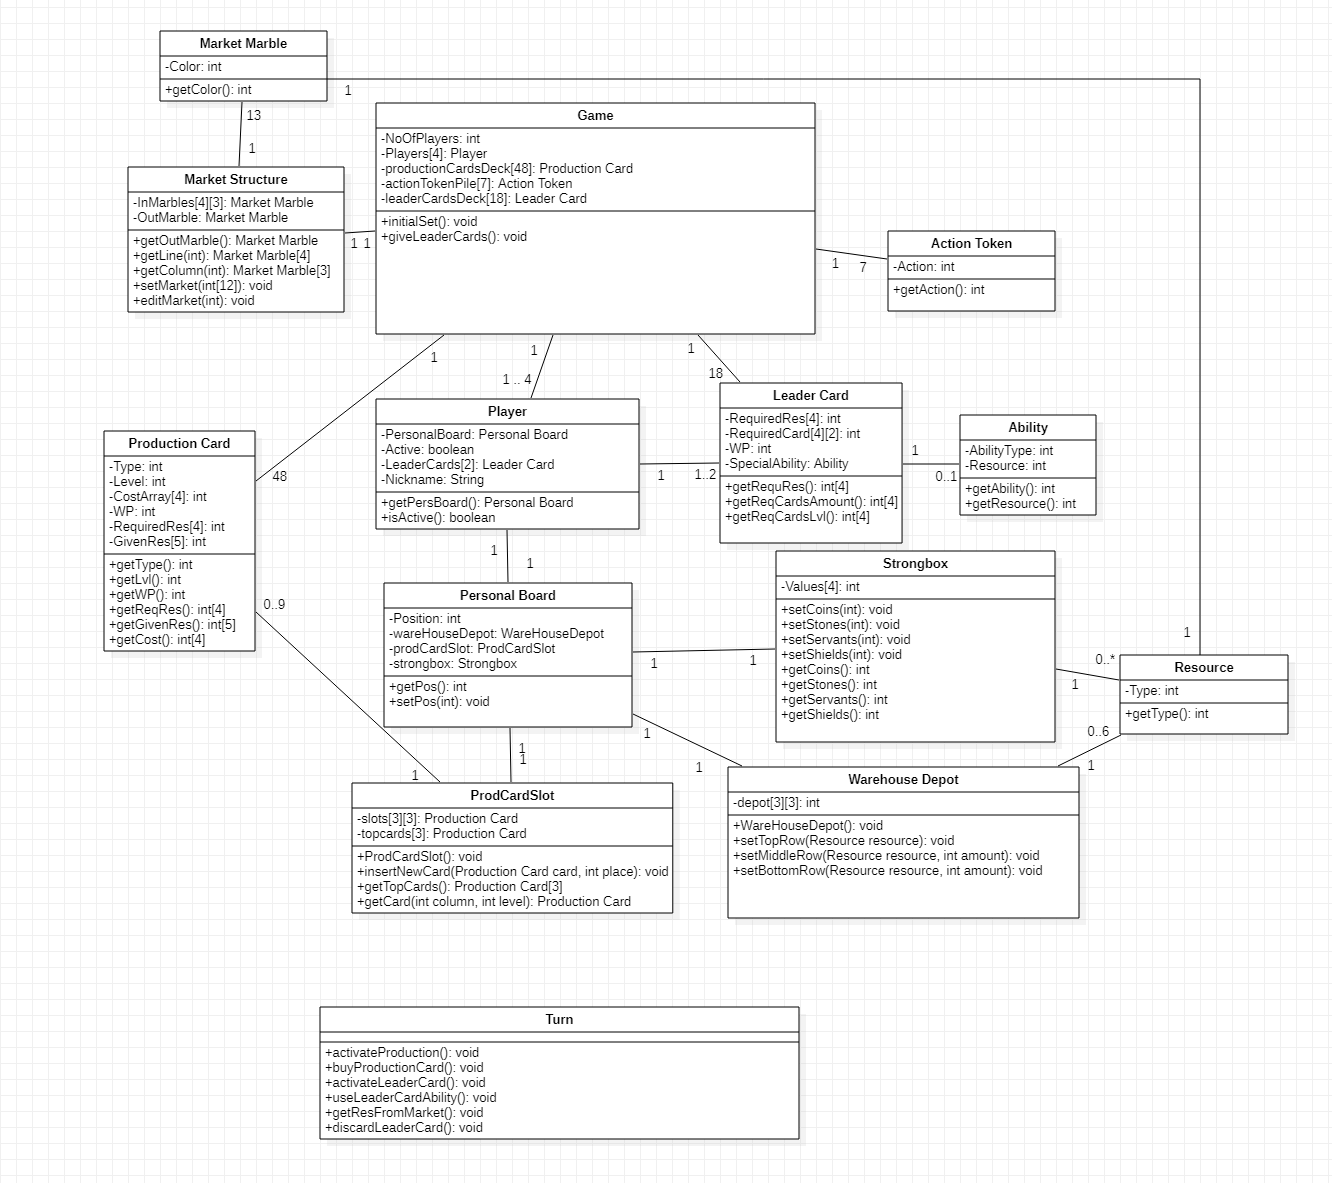 Market Marble
-Color: int
+getColor(): int
1
13
1
Game
-NoOfPlayers: int
-Players[4]: Player
-productionCardsDeck[48]: Production Card
-actionTokenPile[7]: Action Token
-leaderCardsDeck[18]: Leader Card
+initialSet(): void
+giveLeaderCards(): void
Market Structure
-InMarbles[4][3]: Market Marble
-OutMarble: Market Marble
+getOutMarble(): Market Marble
+getLine(int): Market Marble[4]
+getColumn(int): Market Marble[3]
+setMarket(int[12]): void
+editMarket(int): void
1 1
Action Token
-Action: int
+getAction(): int
1
7
1
1
1
1 .. 4
18
48
Production Card
-Type: int
-Level: int
-CostArray[4]: int
-WP: int
-RequiredRes[4]: int
-GivenRes[5]: int
+getType(): int
+getLvl(): int
+getWP(): int
+getReqRes(): int[4]
+getGivenRes(): int[5]
+getCost(): int[4]
0..9
Player
-PersonalBoard: Personal Board
-Active: boolean
-LeaderCards[2]: Leader Card
-Nickname: String
+getPersBoard(): Personal Board
+isActive(): boolean
1
1..2
Leader Card
-RequiredRes[4]: int
-RequiredCard[4][2]: int
-WP: int
-SpecialAbility: Ability
+getRequRes(): int[4]
+getReqCardsAmount(): int[4]
+getReqCardsLvl(): int[4]
1
0..1
Ability
-AbilityType: int
-Resource: int
+getAbility(): int
+getResource(): int
1
1
Personal Board
-Position: int
-wareHouseDepot: WareHouseDepot
-prodCardSlot: ProdCardSlot
-strongbox: Strongbox
+getPos(): int
+setPos(int): void
1
1
Strongbox
-Values[4]: int
+setCoins(int): void
+setStones(int): void
+setServants(int): void
+setShields(int): void
+getCoins(): int
+getStones(): int
+getServants(): int
+getShields(): int
1
0..*
1
Resource
-Type: int
+getType(): int
0..6
1
1
1
1
1
1
ProdCardSlot
-slots[3][3]: Production Card
-topcards[3]: Production Card
+ProdCardSlot(): void
+insertNewCard(Production Card card, int place): void
+getTopCards(): Production Card[3]
+getCard(int column, int level): Production Card
Warehouse Depot
-depot[3][3]: int
+WareHouseDepot(): void
+setTopRow(Resource resource): void
+setMiddleRow(Resource resource, int amount): void
+setBottomRow(Resource resource, int amount): void
Turn
+activateProduction(): void
+buyProductionCard(): void
+activateLeaderCard(): void
+useLeaderCardAbility(): void
+getResFromMarket(): void
+discardLeaderCard(): void